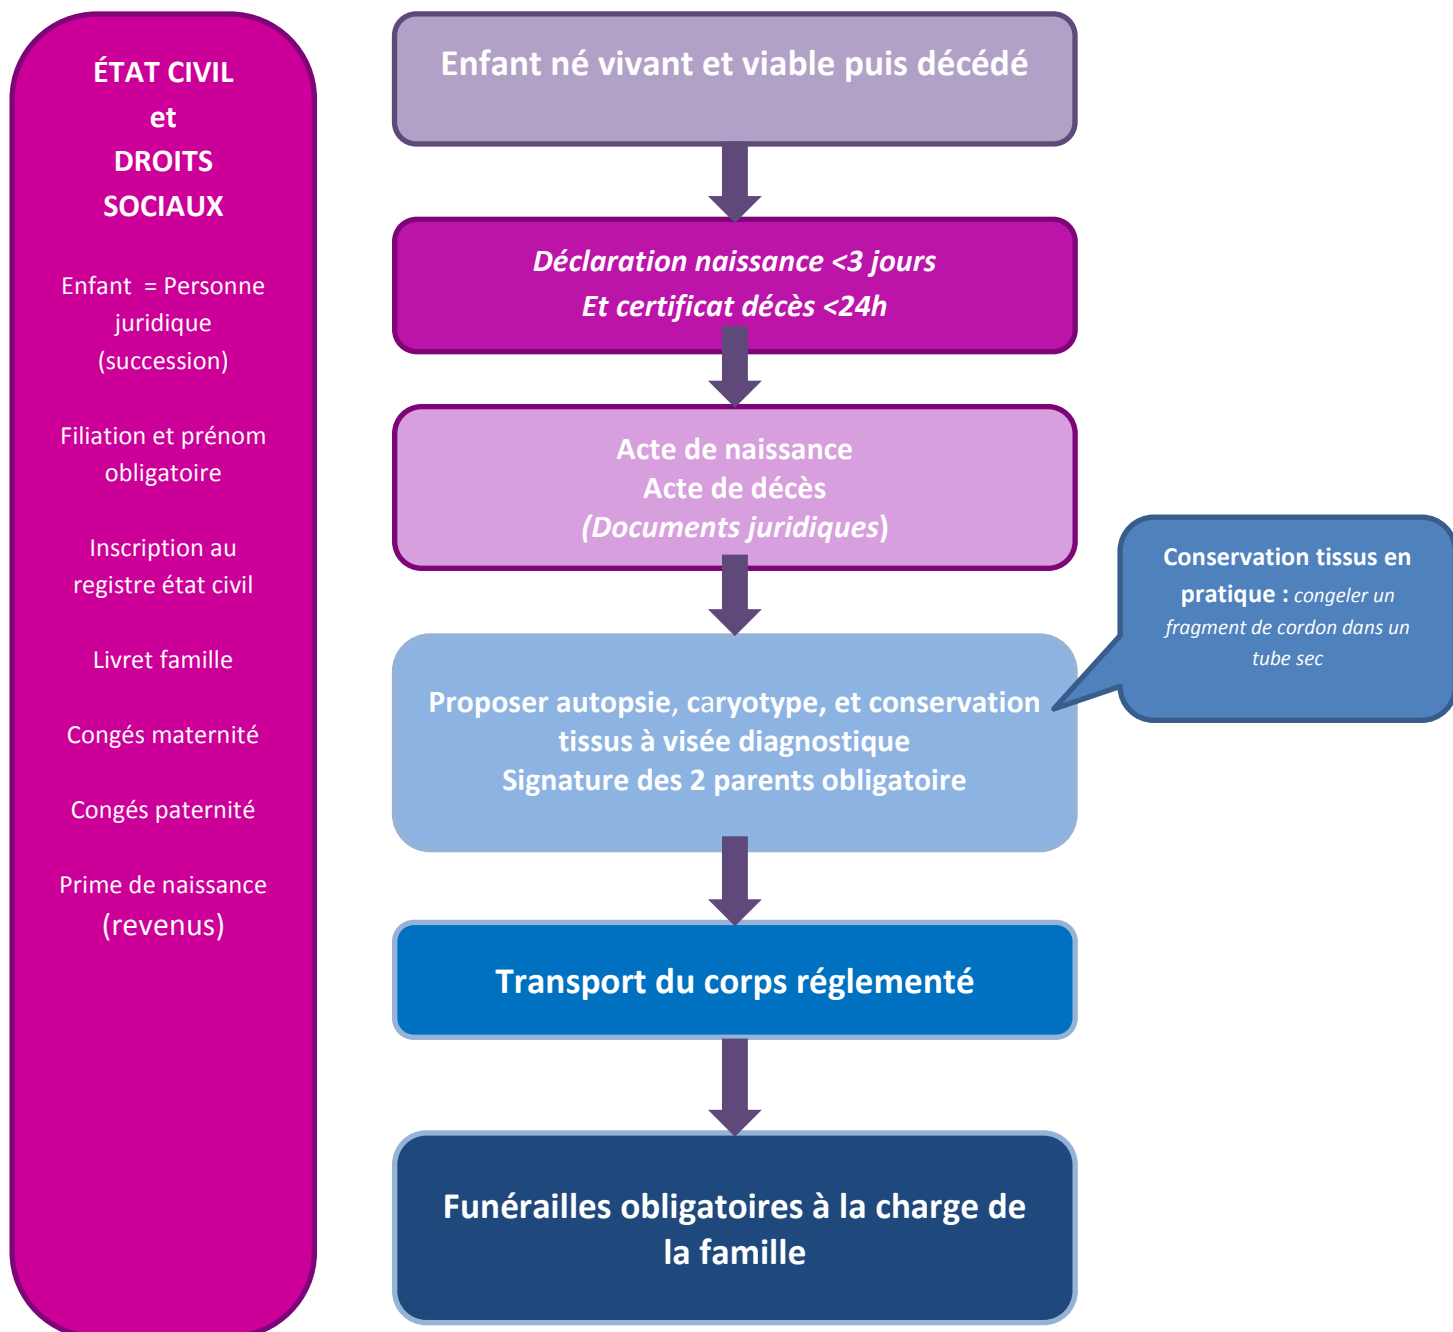 ÉTAT CIVIL
et
DROITS
SOCIAUX
Enfant = Personne
juridique
(succession)
Filiation et prénom
obligatoire
Inscription au
registre état civil
Livret famille
Congés maternité
Congés paternité
Prime de naissance
(revenus)
Enfant né vivant et viable puis décédé
Déclaration naissance <3 jours
Et certificat décès <24h
Acte de naissance
Acte de décès
(Documents juridiques)
Proposer autopsie, caryotype, et conservation
tissus à visée diagnostique
Signature des 2 parents obligatoire
Conservation tissus en
pratique : congeler un
fragment de cordon dans un
tube sec
Transport du corps réglementé
Funérailles obligatoires à la charge de
la famille